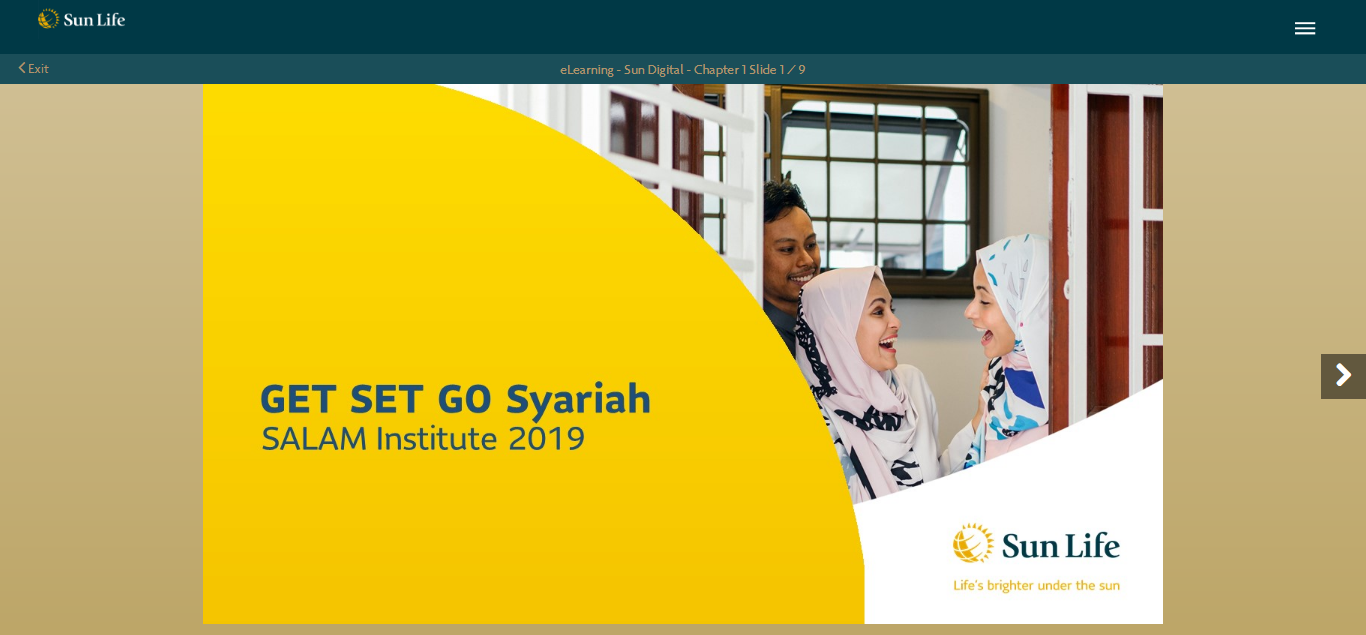 Sun Life
Exit
eLearning - Sun Digital - Chapter 1 Slide 1 / 9
GET SET GO Syariah
SALAM Institute 2019
Sun Life
Life's brighter under the sun